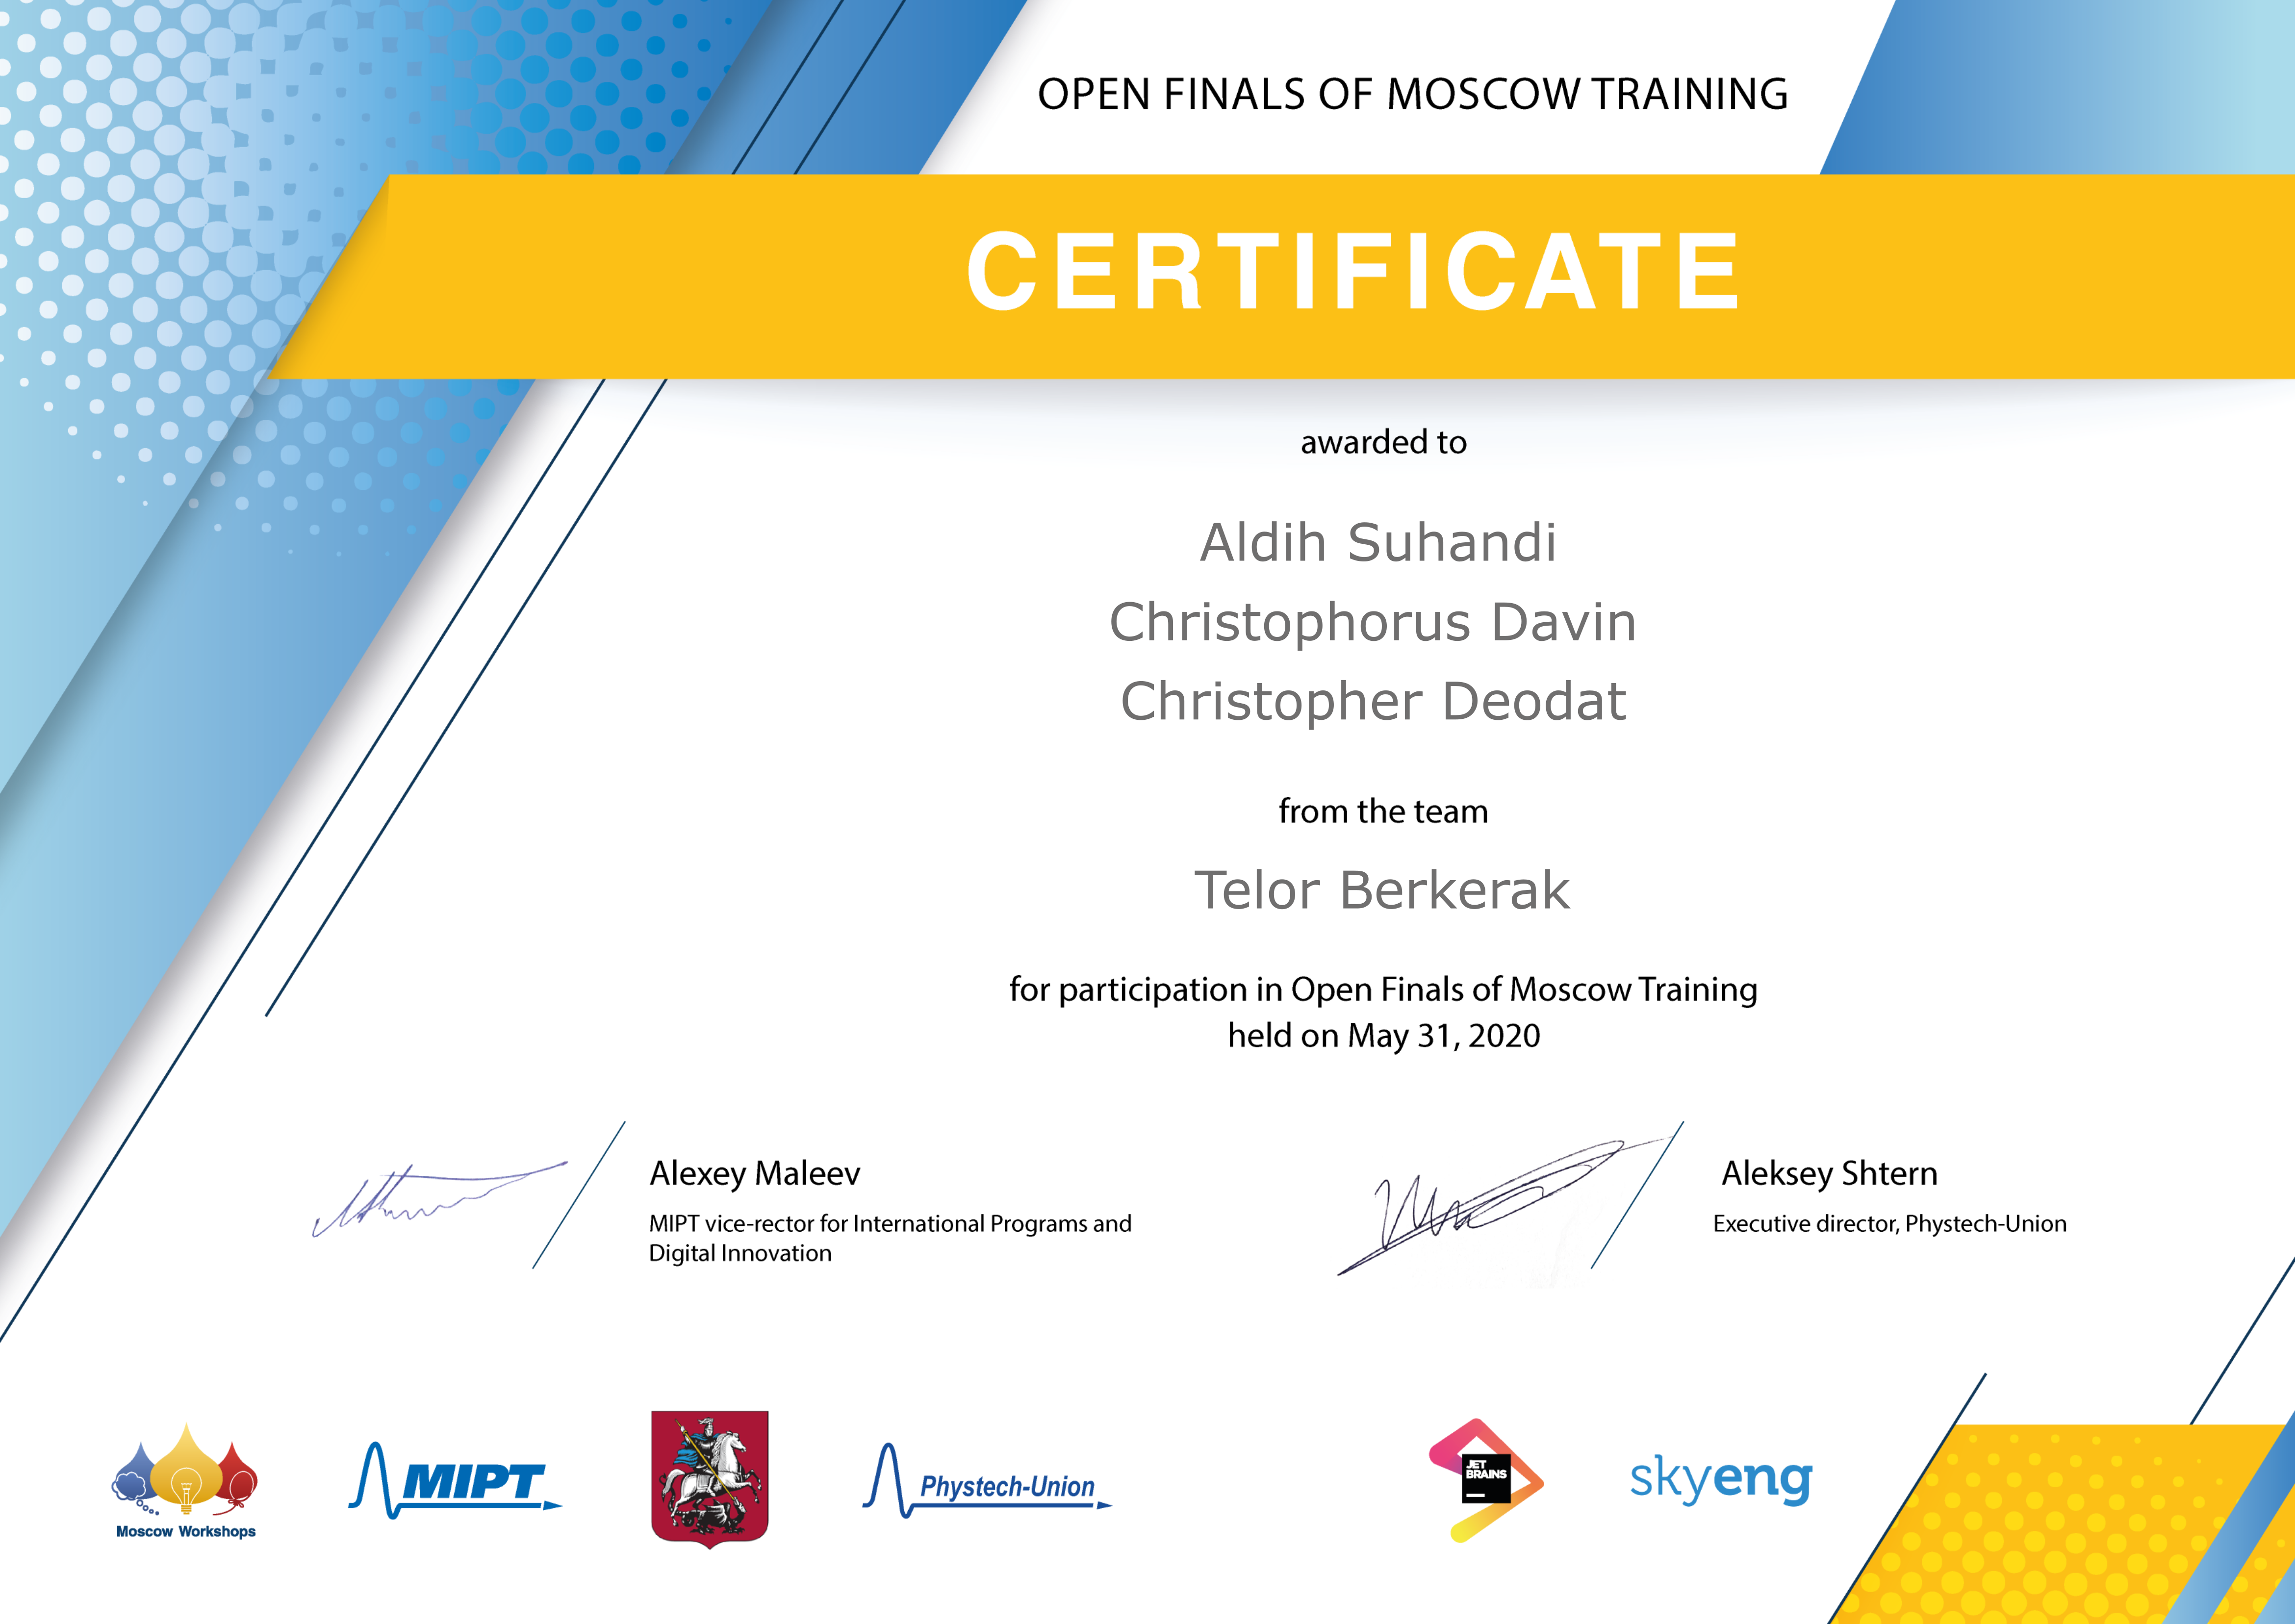 OPEN FINALS OF MOSCOW TRAINING
CERTIFICATE
awarded to
Aldih Suhandi
Christophorus Davin
Christopher Deodat
from the team
Telor Berkerak
for participation in Open Finals of Moscow Training
held on May 31, 2020
Alexey Maleev
MIPT vice-rector for International Programs and
Digital Innovation
Aleksey Shtern
Executive director, Phystech-Union
Moscow Workshops
MIPT
Phystech-Union
JET
BRAINS
skyeng